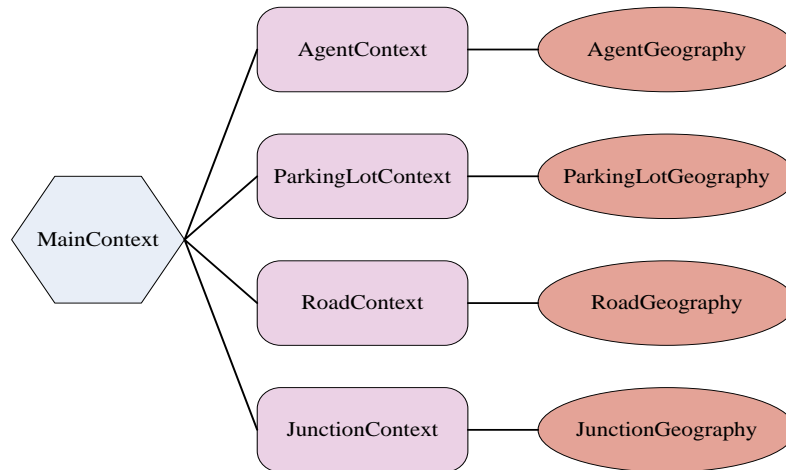 AgentContext
AgentGeography
ParkingLotContext
ParkingLotGeography
MainContext
RoadContext
RoadGeography
JunctionContext
JunctionGeography